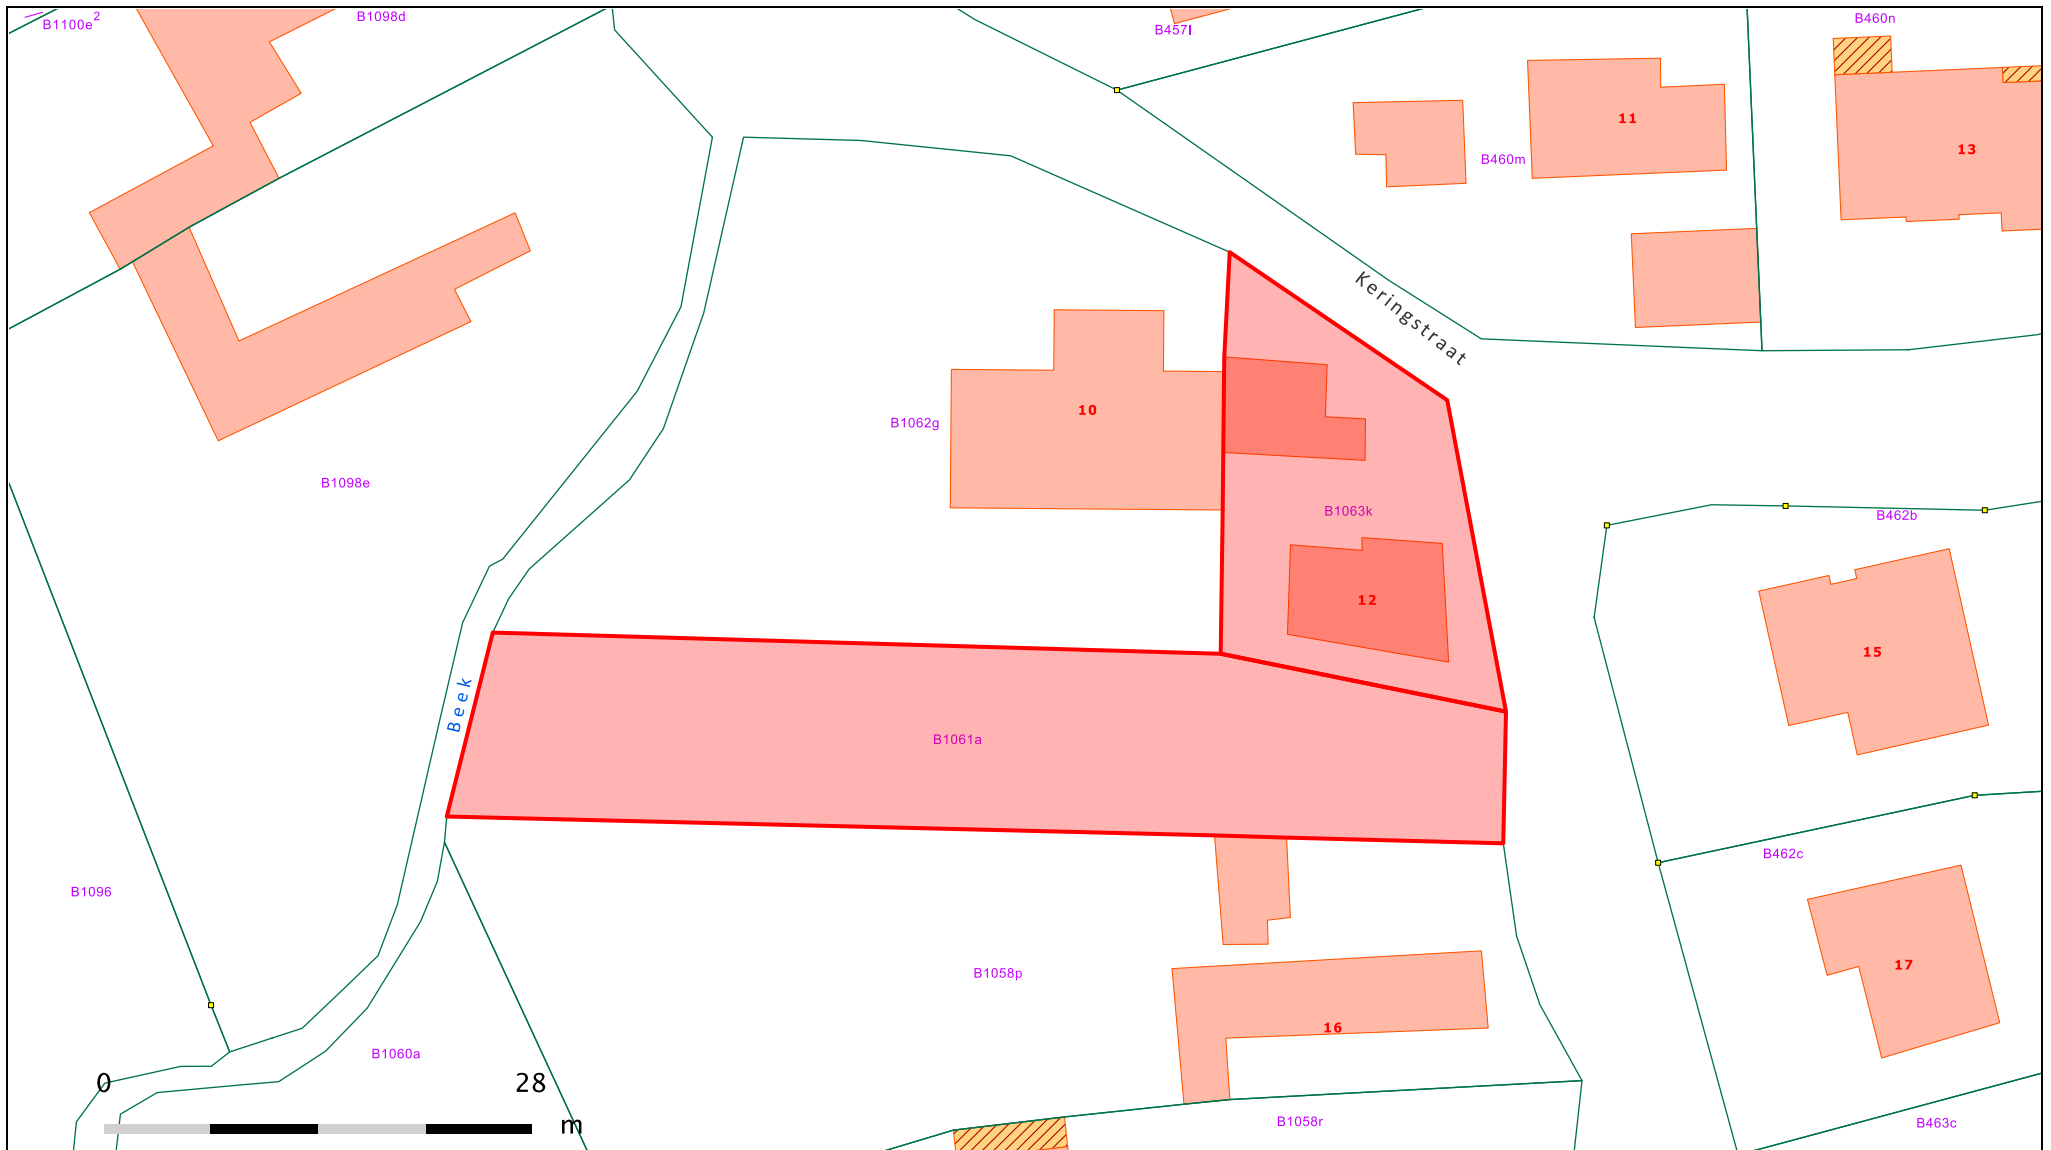 B1100e²
B1098d
B457l
B460n
11
13
B460m
Keringstraat
10
B1062g
B1098e
B1063k
B462b
12
15
Beek
B1061a
B462c
B1096
B1058p
17
16
B1060a
0 28
m
B1058r
B463c